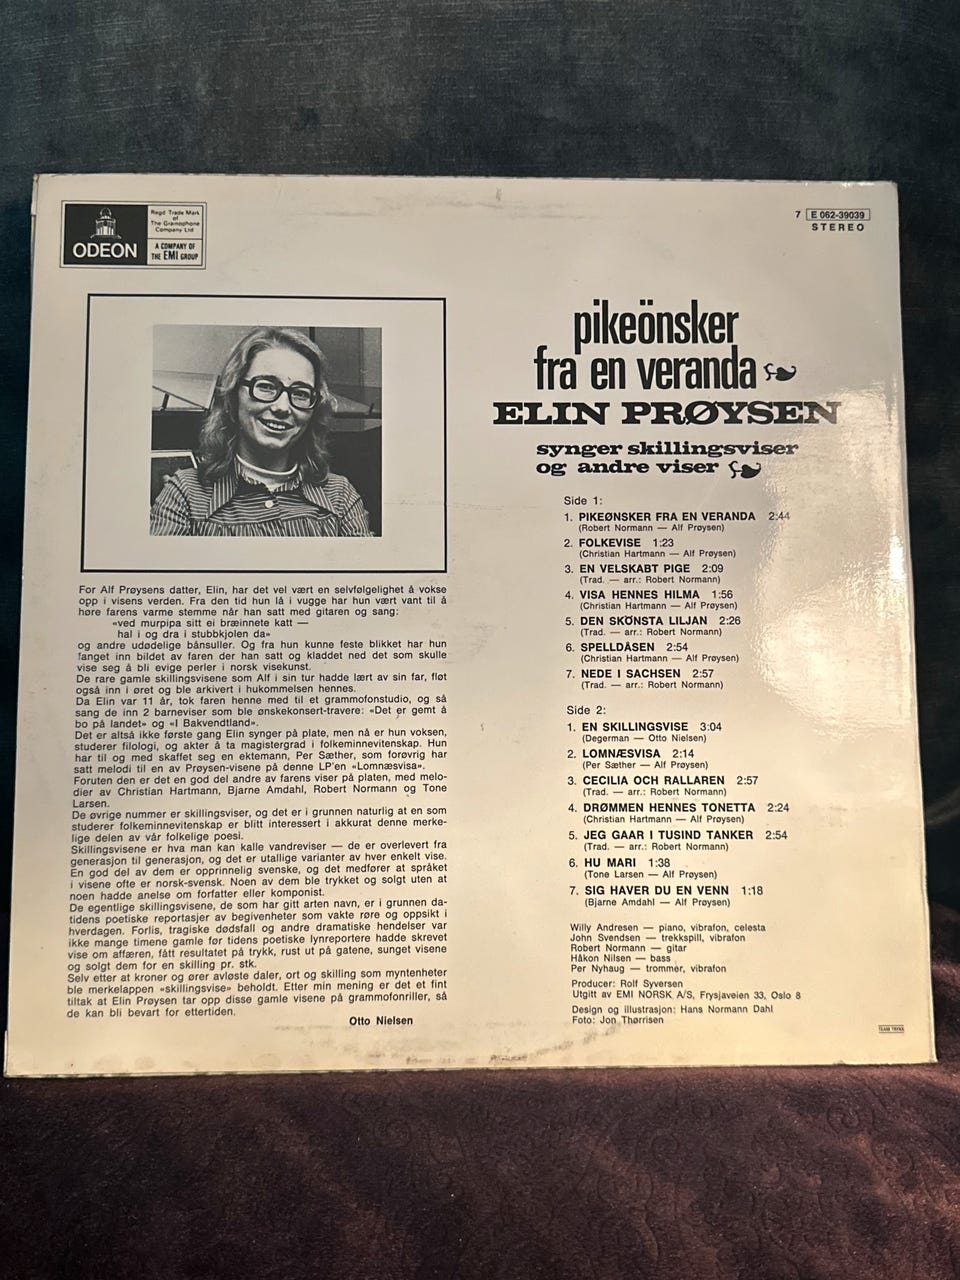 ODEON
Regd Trade Mark
of
The Gramophone
Company Ltd
A COMPANY OF
THE EMI GROUP
7 E 062-39039
STEREO
pikeönsker
fra en veranda
ELIN PRØYSEN
synger skillingsviser
og andre viser
For Alf Prøysens datter, Elin, har det vel vært en selvfølgelighet å vokse
opp i visens verden. Fra den tid hun lå i vugge har hun vært vant til å
høre farens varme stemme når han satt med gitaren og sang:
«ved murpipa sitt ei bræinnete katt —
hal i og dra i stubbkjolen da»
og andre udødelige bånsuller. Og fra hun kunne feste blikket har hun
fanget inn bildet av faren der han satt og kladdet ned det som skulle
vise seg å bli evige perler i norsk visekunst.
De rare gamle skillingsvisene som Alf i sin tur hadde lært av sin far, fløt
også inn i øret og ble arkivert i hukommelsen hennes.
Da Elin var 11 år, tok faren henne med til et grammofonstudio, og så
sang de inn 2 barneviser som ble ønskekonsert-travere: «Det er gemt å
bo på landet» og «I Bakvendtland».
Det er altså ikke første gang Elin synger på plate, men nå er hun voksen,
studerer filologi, og akter å ta magistergrad i folkeminnevitenskap. Hun
har til og med skaffet seg en ektemann, Per Sæther, som forøvrig har
satt melodi til en av Prøysen-visene på denne LP'en «Lomnæsvisa».
Foruten den er det en god del andre av farens viser på platen, med melo-
dier av Christian Hartmann, Bjarne Amdahl, Robert Normann og Tone
Larsen.
De øvrige nummer er skillingsviser, og det er i grunnen naturlig at en som
studerer folkeminnevitenskap er blitt interessert i akkurat denne merke-
lige delen av vår folkelige poesi.
Skillingsvisene er hva man kan kalle vandreviser — de er overlevert fra
generasjon til generasjon, og det er utallige varianter av hver enkelt vise.
En god del av dem er opprinnelig svenske, og det medfører at språket
i visene ofte er norsk-svensk. Noen av dem ble trykket og solgt uten at
noen hadde anelse om forfatter eller komponist.
De egentlige skillingsvisene, de som har gitt arten navn, er i grunnen da-
tidens poetiske reportasjer av begivenheter som vakte røre og oppsikt i
hverdagen. Forlis, tragiske dødsfall og andre dramatiske hendelser var
ikke mange timene gamle før tidens poetiske lynreportere hadde skrevet
vise om affæren, fått resultatet på trykk, rust ut på gatene, sunget visene
og solgt dem for en skilling pr. stk.
Selv etter at kroner og ører avløste daler, ort og skilling som myntenheter
ble merkelappen «skillingsvise» beholdt. Etter min mening er det et fint
tiltak at Elin Prøysen tar opp disse gamle visene på grammofonriller, så
de kan bli bevart for ettertiden.
Otto Nielsen
Side 1:
1. PIKEØNSKER FRA EN VERANDA 2:44
(Robert Normann — Alf Prøysen)
2. FOLKEVISE 1:23
(Christian Hartmann — Alf Prøysen)
3. EN VELSKABT PIGE 2:09
(Trad. — arr.: Robert Normann)
4. VISA HENNES HILMA 1:56
(Christian Hartmann — Alf Prøysen)
5. DEN SKÖNSTA LILJAN 2:26
(Trad. — arr.: Robert Normann)
6. SPELLDÅSEN 2:54
(Christian Hartmann — Alf Prøysen)
7. NEDE I SACHSEN 2:57
(Trad. — arr.: Robert Normann)
Side 2:
1. EN SKILLINGSVISE 3:04
(Degerman — Otto Nielsen)
2. LOMNÆSVISA 2:14
(Per Sæther — Alf Prøysen)
3. CECILIA OCH RALLAREN 2:57
(Trad. — arr.: Robert Normann)
4. DRØMMEN HENNES TONETTA 2:24
(Christian Hartmann — Alf Prøysen)
5. JEG GAAR I TUSIND TANKER 2:54
(Trad. — arr.: Robert Normann)
6. HU MARI 1:38
(Tone Larsen — Alf Prøysen)
7. SIG HAVER DU EN VENN 1:18
(Bjarne Amdahl — Alf Prøysen)
Willy Andresen — piano, vibrafon, celesta
John Svendsen — trekkspill, vibrafon
Robert Normann — gitar
Håkon Nilsen — bass
Per Nyhaug — trommer, vibrafon
Producer: Rolf Syversen
Utgitt av EMI NORSK A/S, Frysjaveien 33, Oslo 8
Design og illustrasjon: Hans Normann Dahl
Foto: Jon Thørrisen
TEAM TRYKK